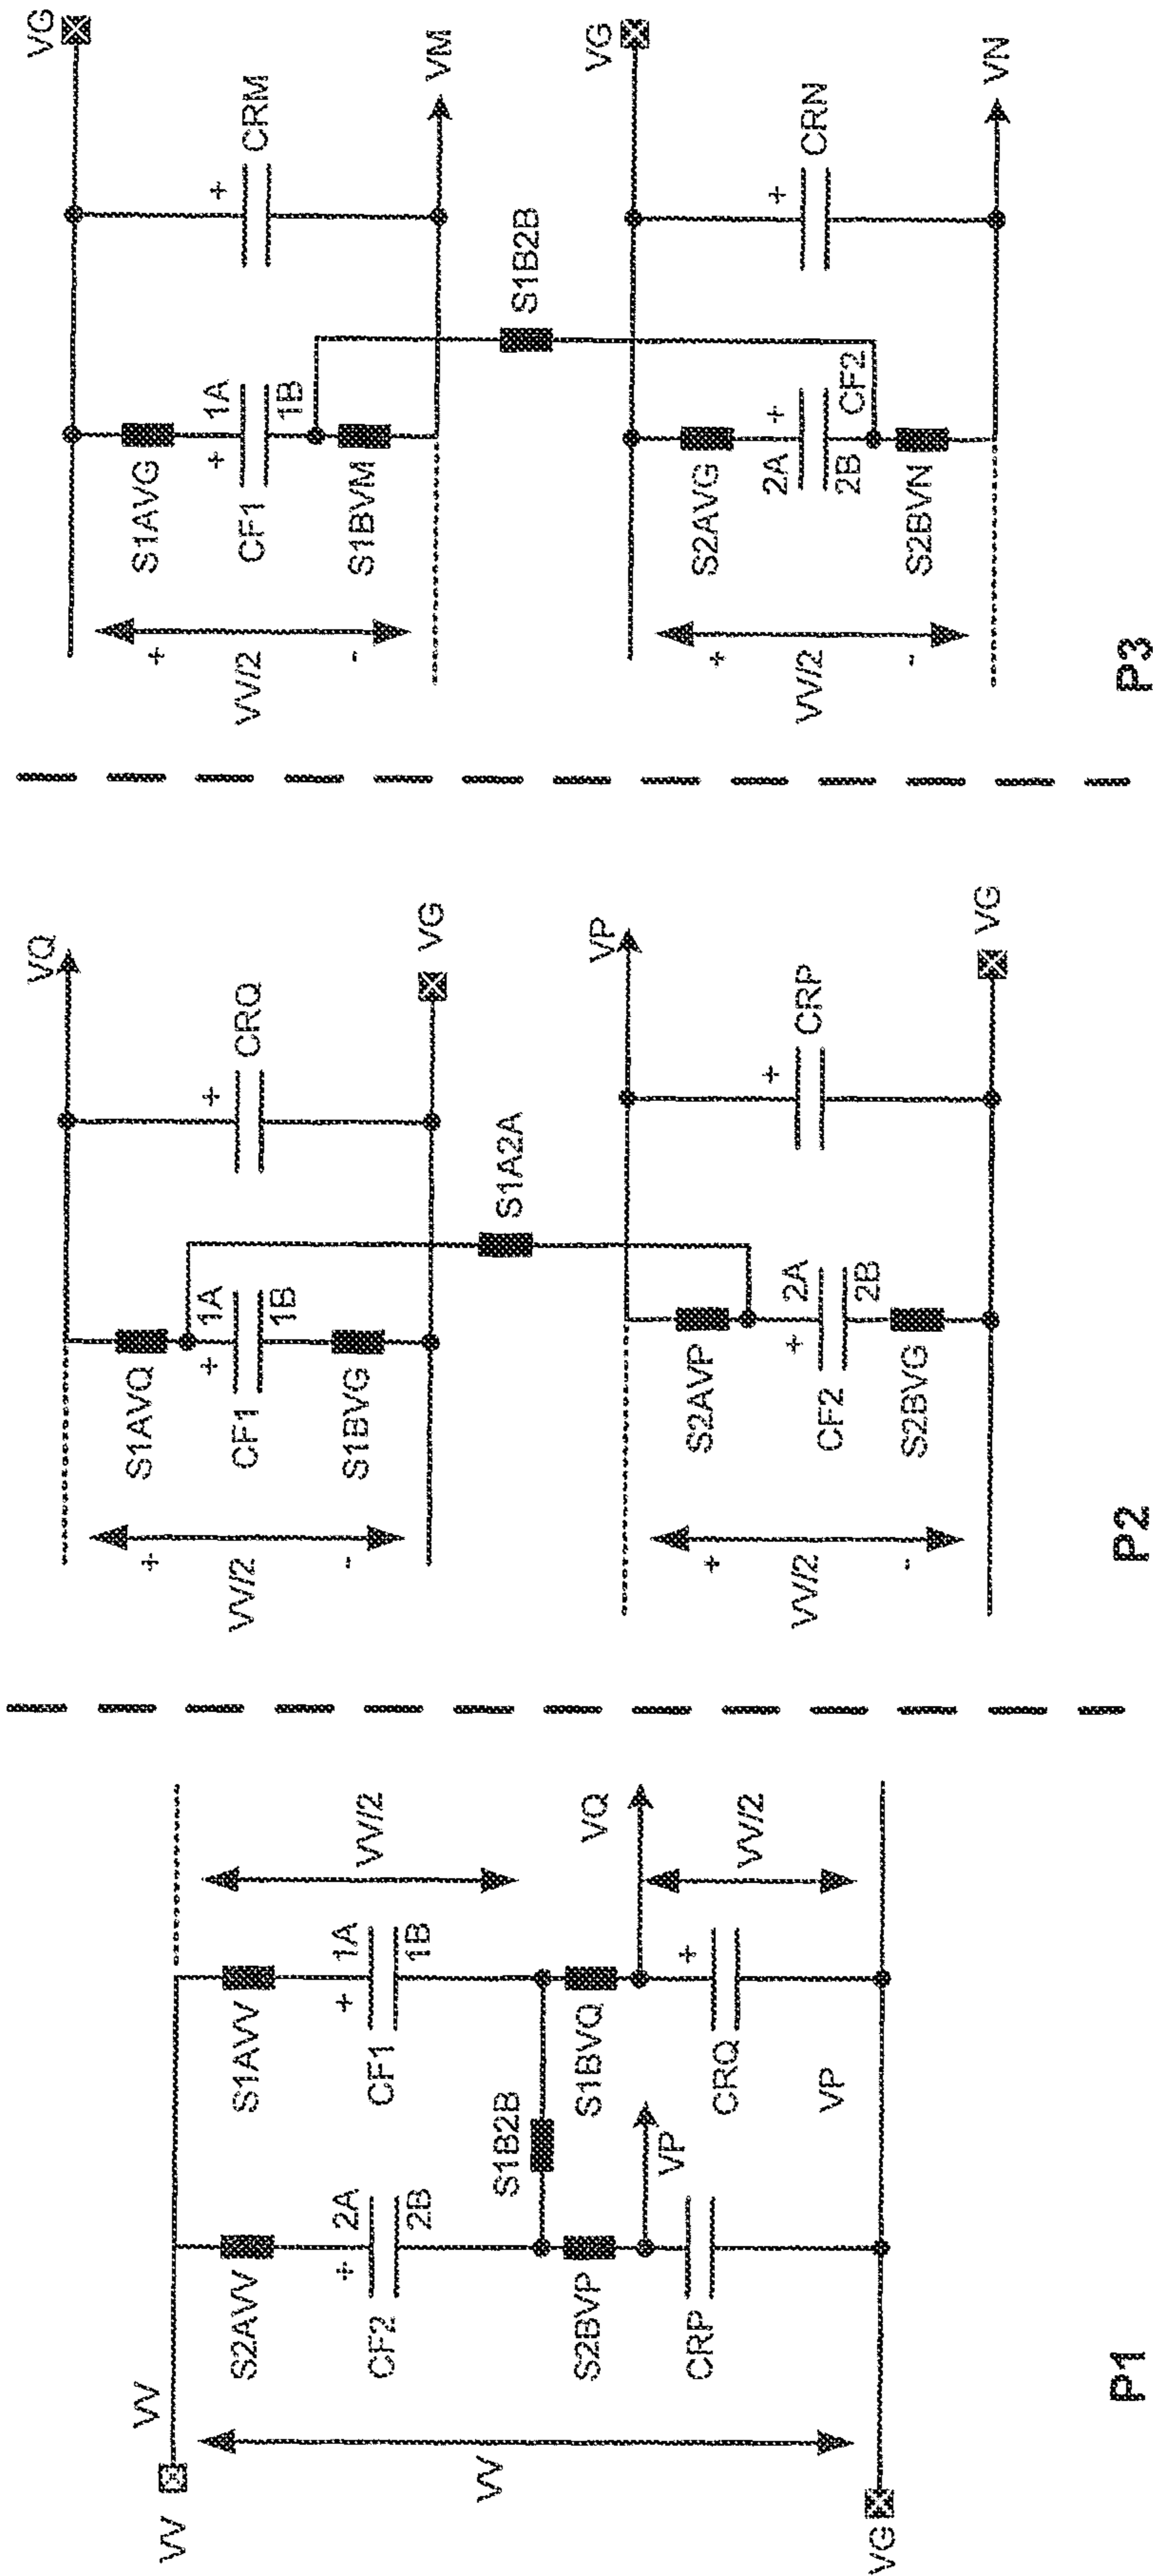 VV
VV
VV
VG
S2AVV
+
2A
CF2
2B
S1B2B
S2BVP
VP
CRP
S1AVV
+
1A
CF1
1B
S1BVQ
VQ
+
CRQ
VP
VV/2
VV/2
P1
VQ
+
VV/2
-
S1AVQ
+
1A
CF1
1B
S1BVG
+
CRQ
VG
S1A2A
VP
+
VV/2
-
S2AVP
+
2A
CF2
2B
S2BVG
+
CRP
VG
P2
VG
+
VV/2
-
S1AVG
+
1A
CF1
1B
S1BVM
+
CRM
VM
S1B2B
VG
+
VV/2
-
S2AVG
2A
+
2B
CF2
S2BVN
+
CRN
VN
P3